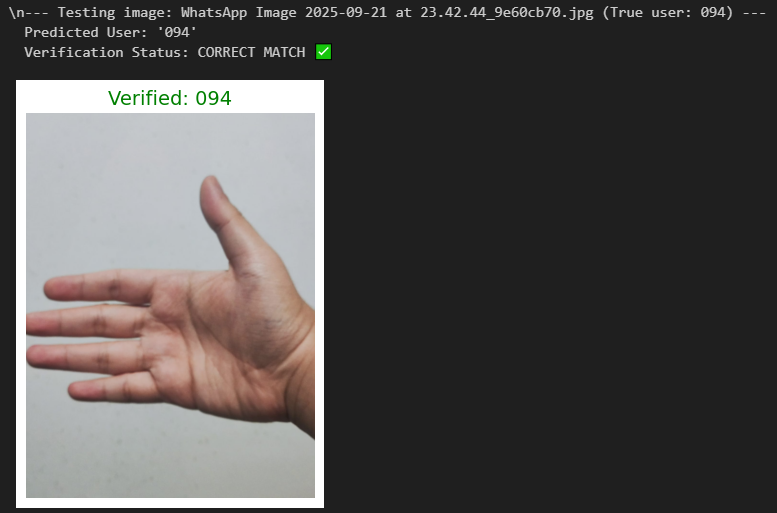 \n--- Testing image: WhatsApp Image 2025-09-21 at 23.42.44_9e60cb70.jpg (True user: 094) ---
Predicted User: '094'
Verification Status: CORRECT MATCH ✅
Verified: 094